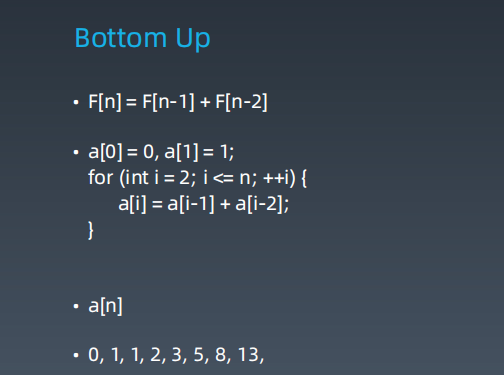 Bottom Up
• F[n] = F[n-1] + F[n-2]
• a[0] = 0, a[1] = 1;
for (int i = 2; i <= n; ++i) {
a[i] = a[i-1] + a[i-2];
}
• a[n]
• 0, 1, 1, 2, 3, 5, 8, 13,